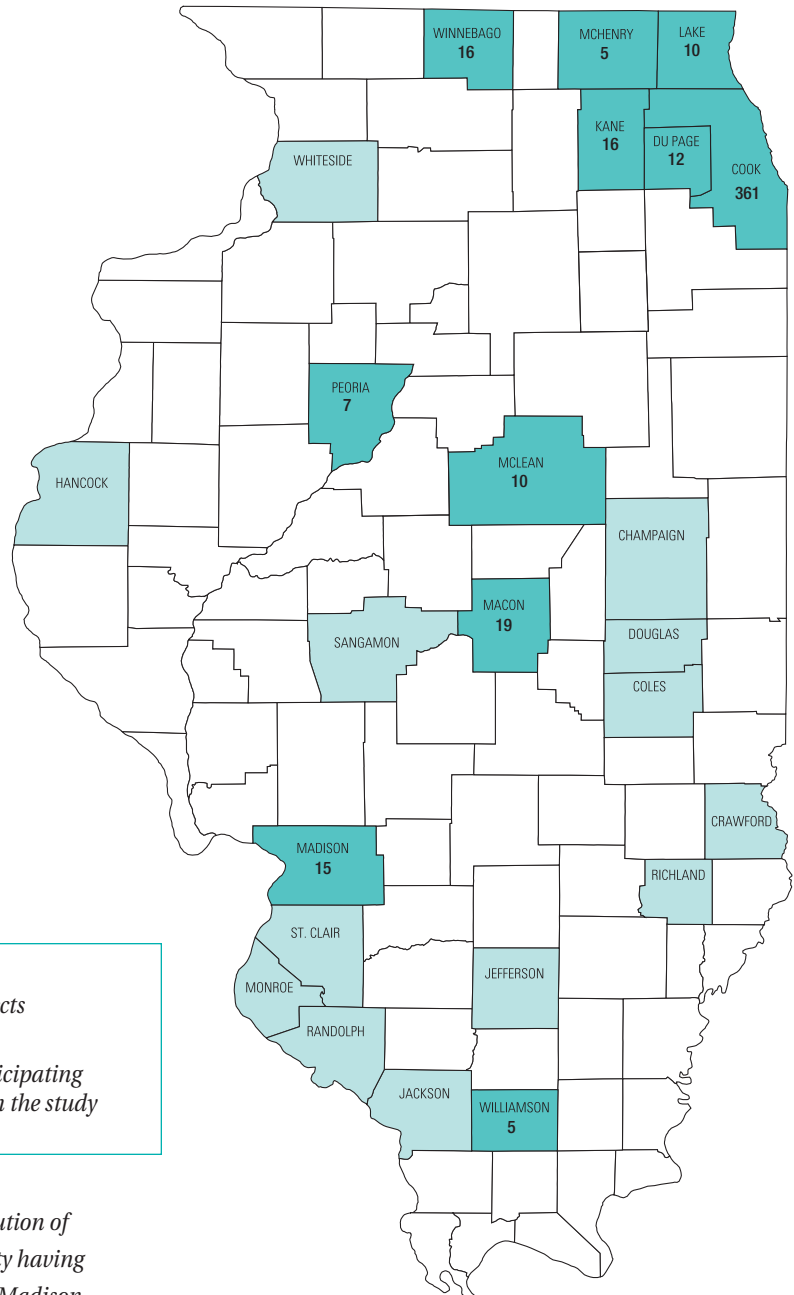 WINNEBAGO
16
MCHENRY
5
LAKE
10
KANE
16
DU PAGE
12
COOK
361
WHITESIDE
PEORIA
7
MCLEAN
10
HANCOCK
CHAMPAIGN
MACON
19
DOUGLAS
SANGAMON
COLES
CRAWFORD
MADISON
15
RICHLAND
ST. CLAIR
JEFFERSON
MONROE
RANDOLPH
JACKSON
WILLIAMSON
5
cts
icipating
n the study
ution of
ty having
Madison